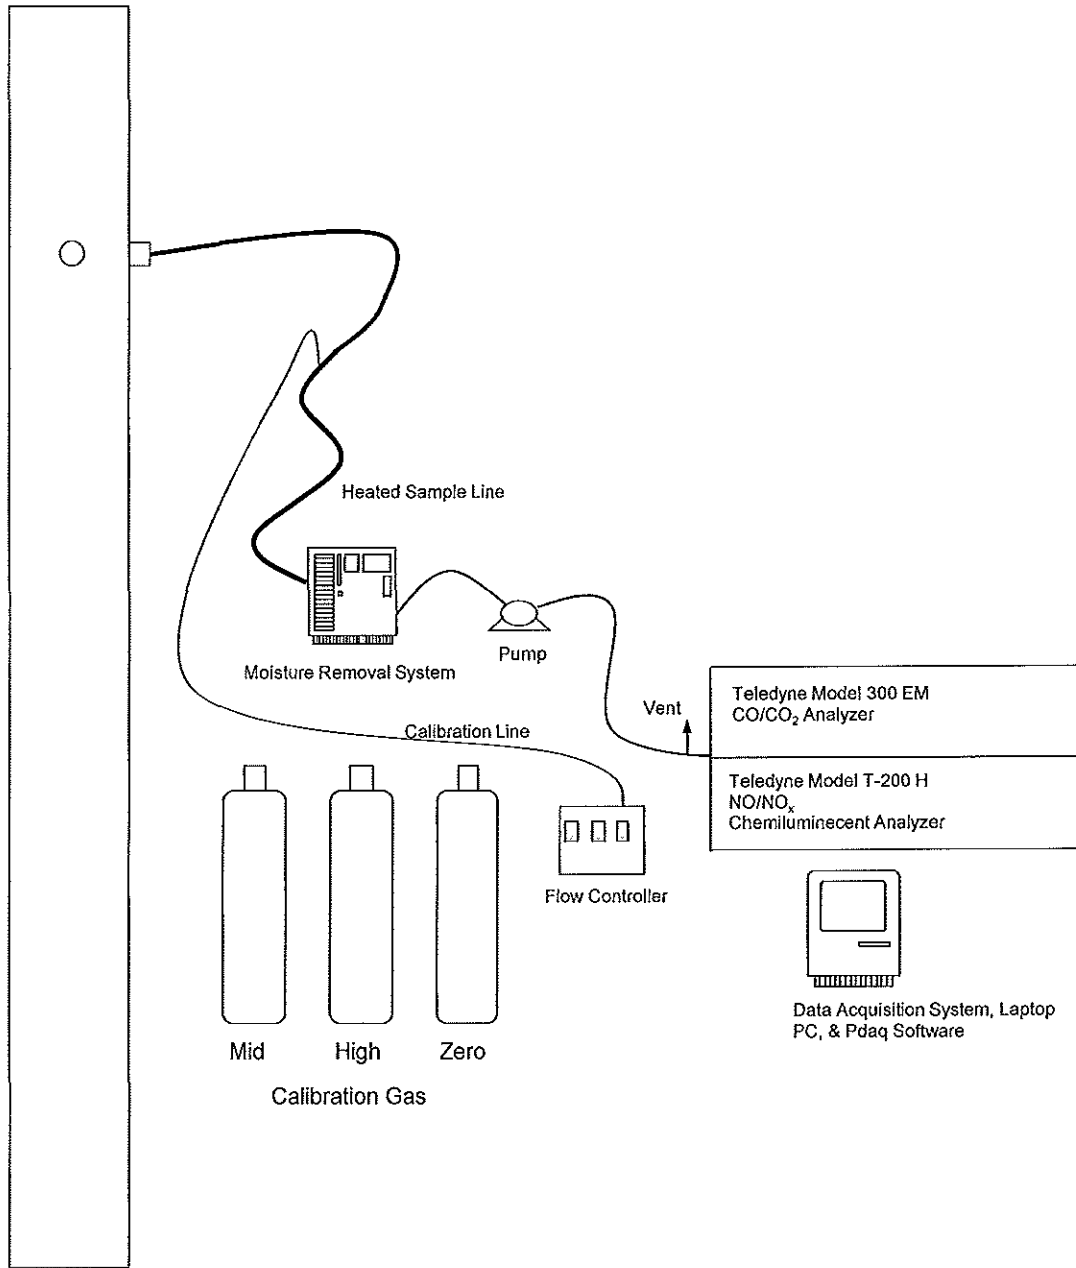 Heated Sample Line
Moisture Removal System
Pump
Vent
Teledyne Model 300 EM
CO/CO₂ Analyzer
Calibration Line
Teledyne Model T-200 H
NO/NOₓ
Chemiluminecent Analyzer
Flow Controller
Data Acquisition System, Laptop
PC, & Pdaq Software
Mid High Zero
Calibration Gas